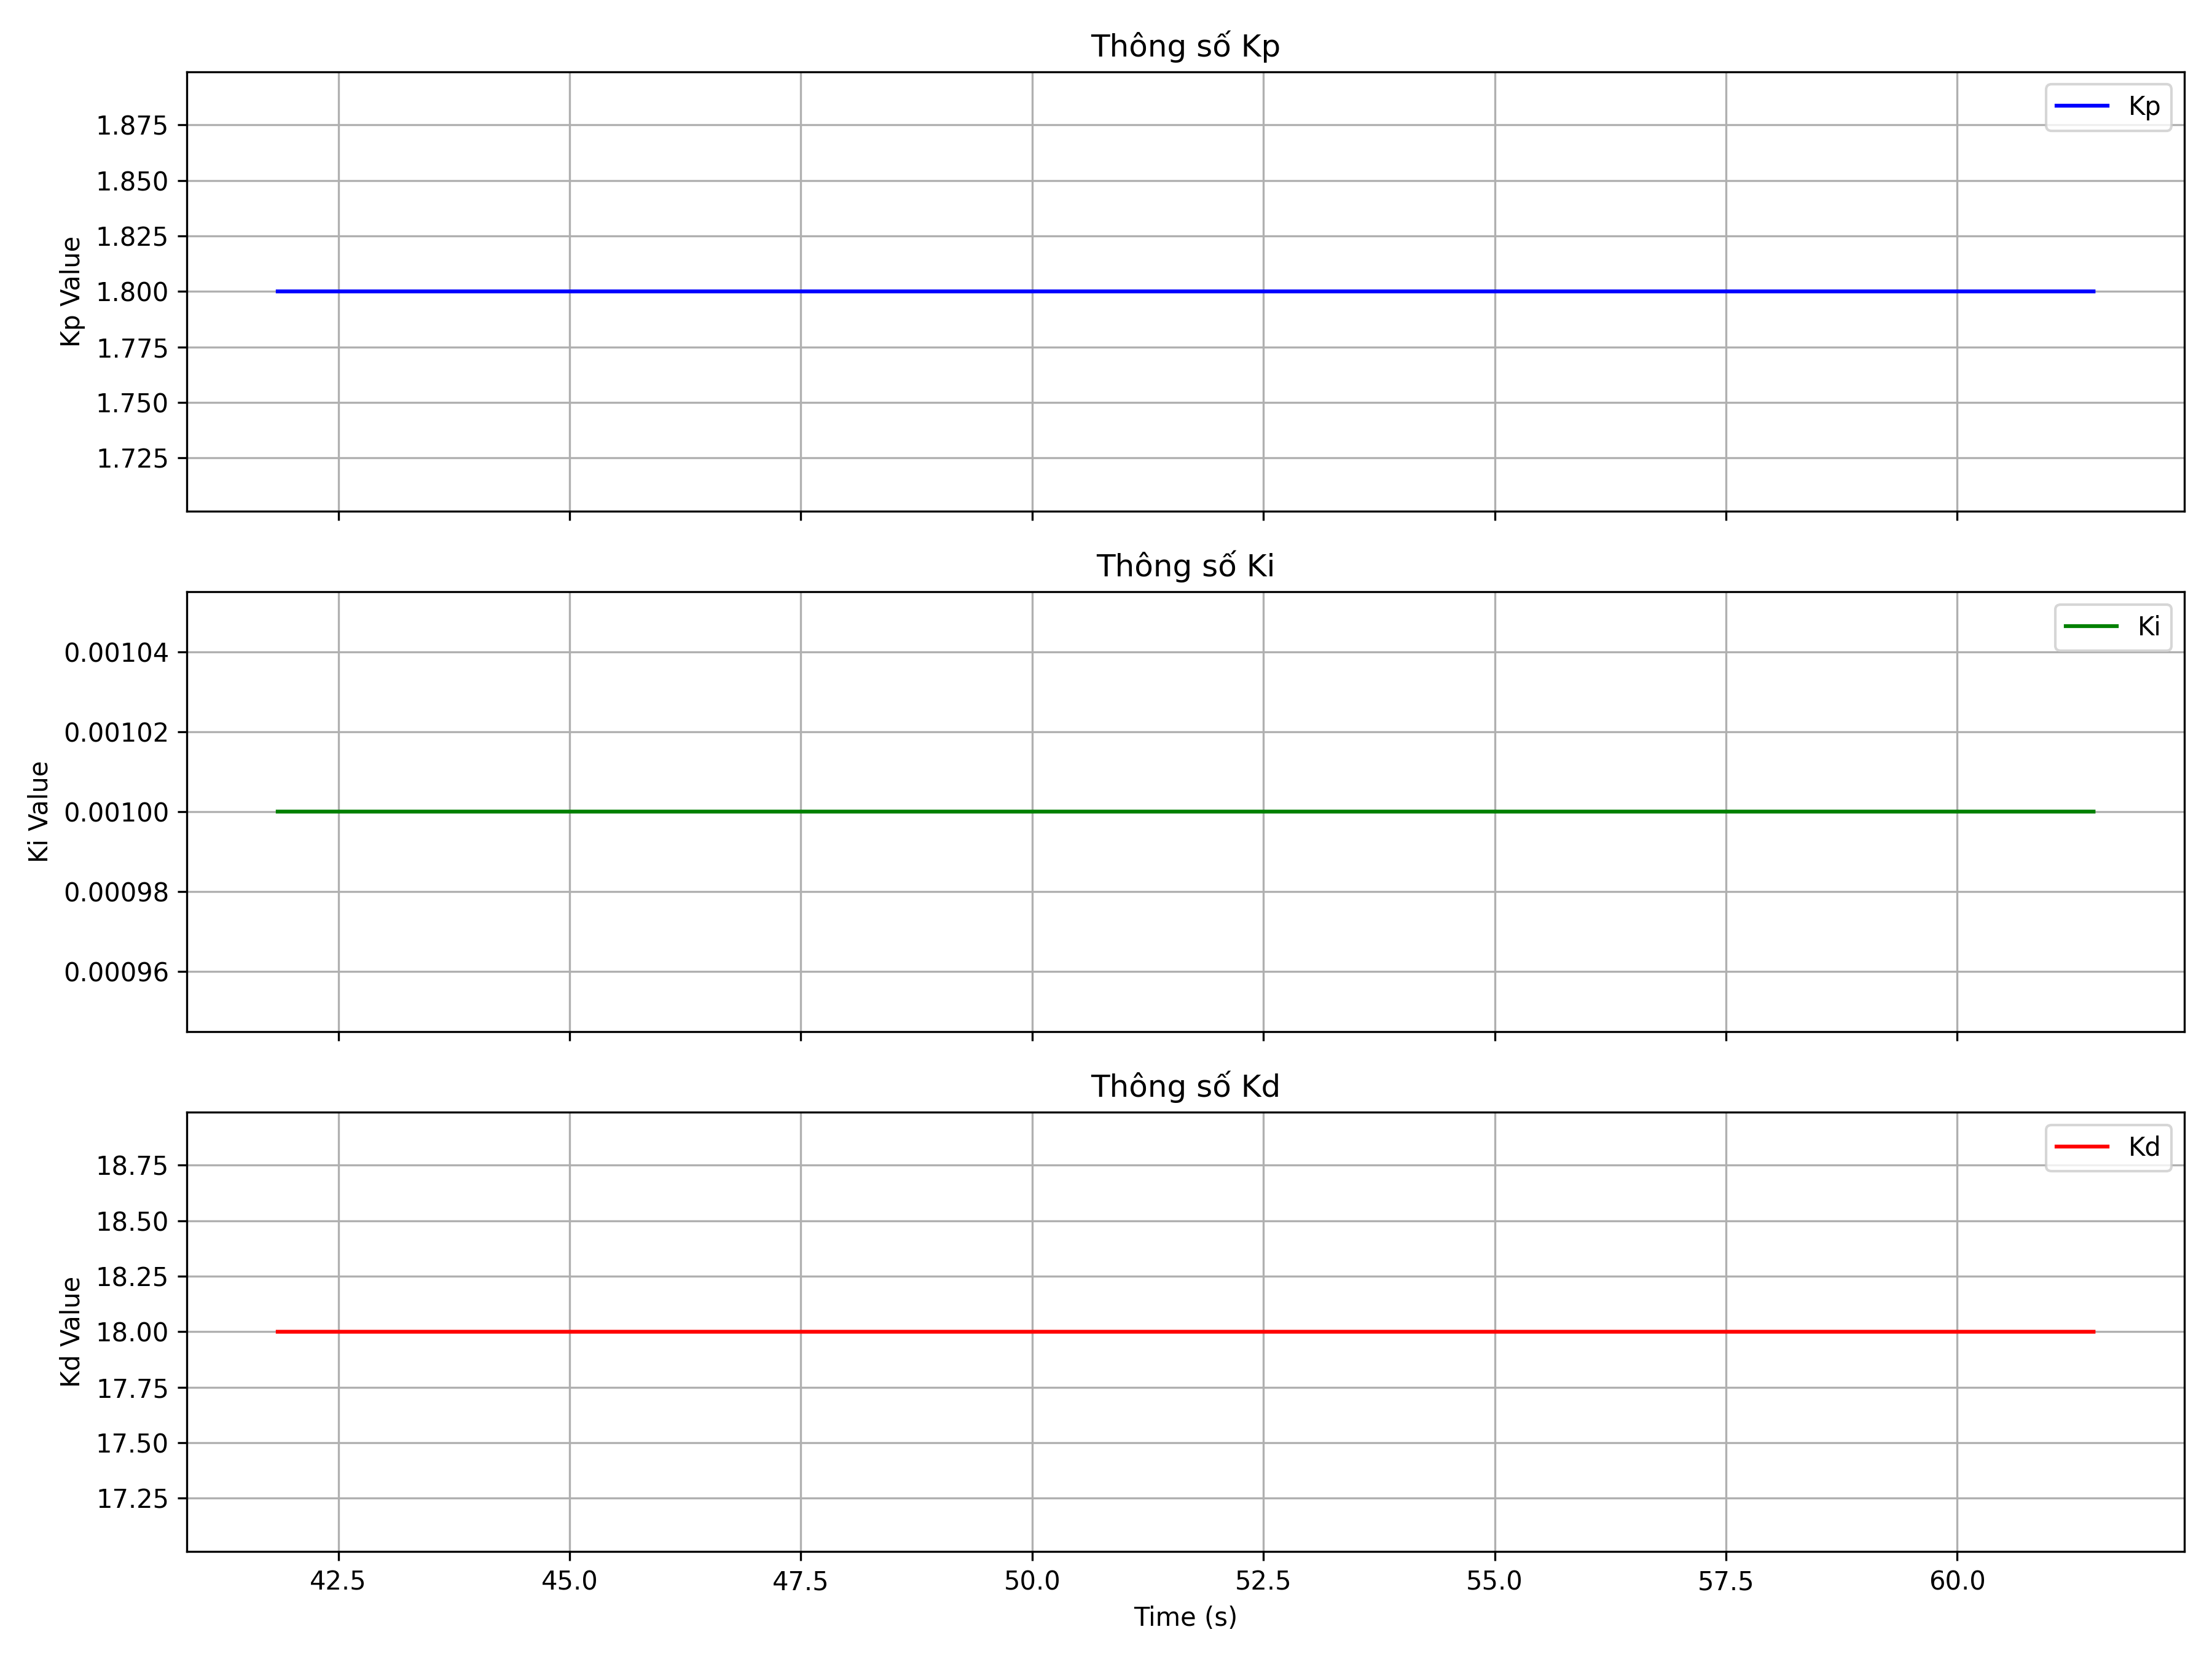 Thông số Kp
Kp
1.875
1.850
1.825
1.800
1.775
1.750
1.725
Kp Value
Thông số Ki
Ki
0.00104
0.00102
0.00100
0.00098
0.00096
Ki Value
Thông số Kd
Kd
18.75
18.50
18.25
18.00
17.75
17.50
17.25
Kd Value
42.5 45.0 47.5 50.0 52.5 55.0 57.5 60.0
Time (s)